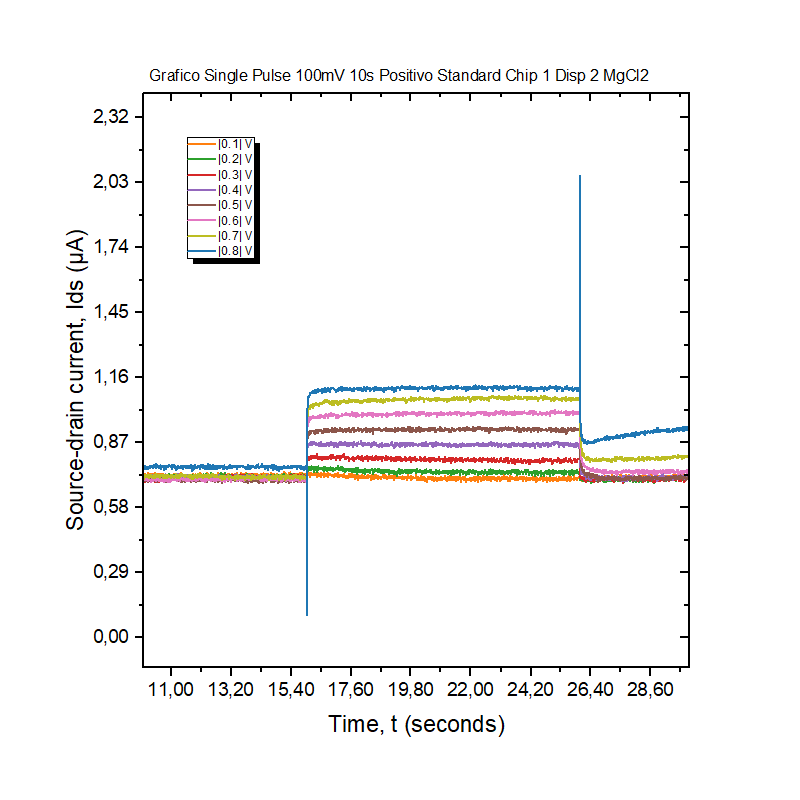 Grafico Single Pulse 100mV 10s Positivo Standard Chip 1 Disp 2 MgCl2
2,32
2,03
1,74
1,45
1,16
0,87
0,58
0,29
0,00
Source-drain current, Ids (μA)
|0.1| V
|0.2| V
|0.3| V
|0.4| V
|0.5| V
|0.6| V
|0.7| V
|0.8| V
11,00 13,20 15,40 17,60 19,80 22,00 24,20 26,40 28,60
Time, t (seconds)